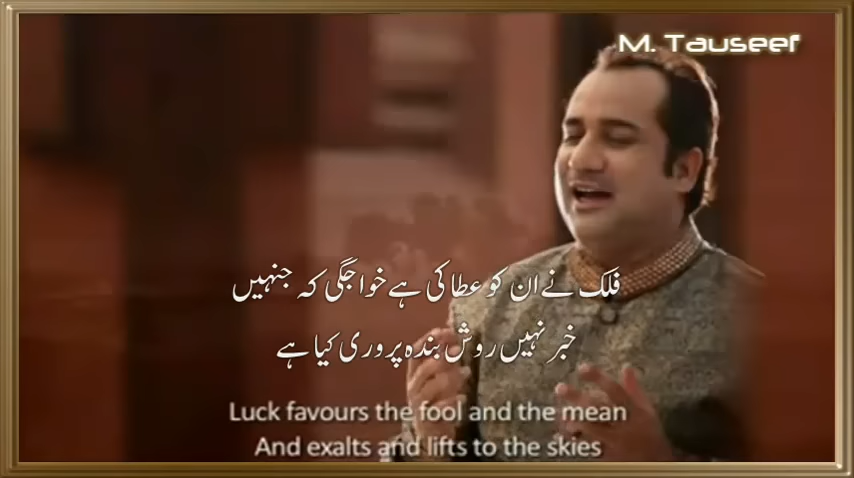 M. Tauseef
فلک نے ان کو عطا کی ہے خواجگی کہ جنہیں
خبر نہیں روش بندہ پروری کیا ہے
Luck favours the fool and the mean
And exalts and lifts to the skies